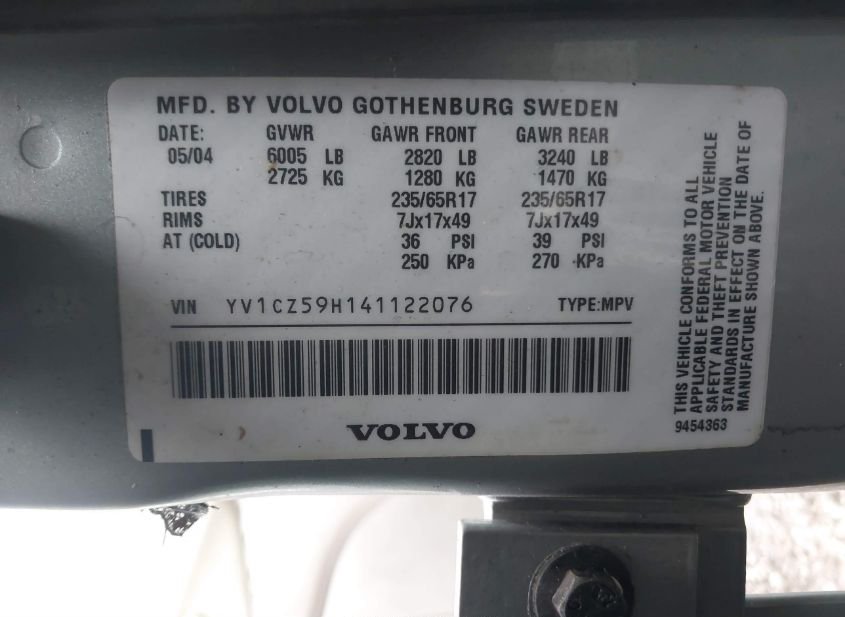 MFD. BY VOLVO GOTHENBURG SWEDEN
DATE: GVWR GAWR FRONT GAWR REAR
05/04 6005 LB 2820 LB 3240 LB
2725 KG 1280 KG 1470 KG
TIRES 235/65R17 235/65R17
RIMS 7Jx17x49 7Jx17x49
AT (COLD) 36 PSI 39 PSI
250 KPa 270 KPa
VIN YV1CZ59H141122076 TYPE:MPV
VOLVO
THIS VEHICLE CONFORMS TO ALL
APPLICABLE FEDERAL MOTOR VEHICLE
SAFETY AND THEFT PREVENTION
STANDARDS IN EFFECT ON THE DATE OF
MANUFACTURE SHOWN ABOVE.
9454363